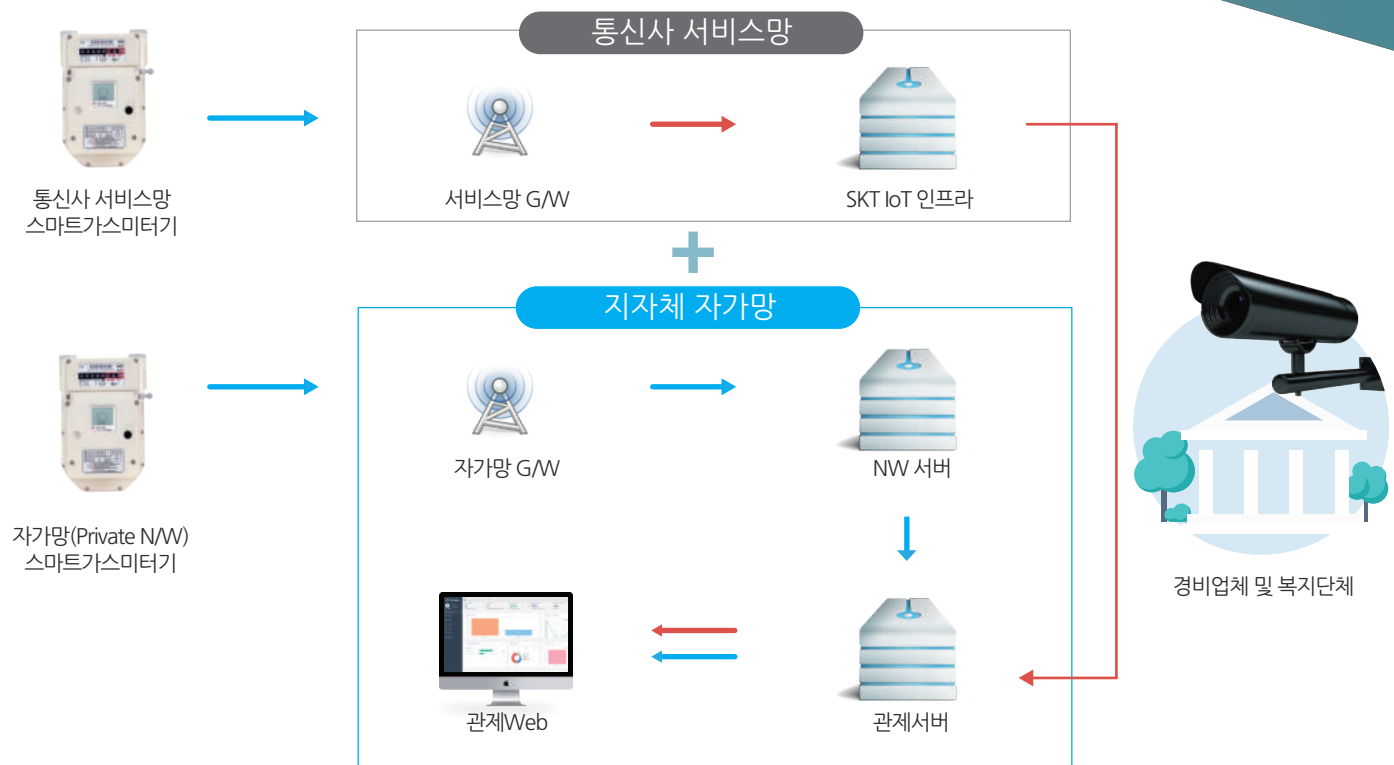 통신사 서비스망
통신사 서비스망
스마트가스미터기
서비스망 G/W
SKT IoT 인프라
지자체 자가망
자가망(Private N/W)
스마트가스미터기
자가망 G/W
NW 서버
경비업체 및 복지단체
관제Web
관제서버